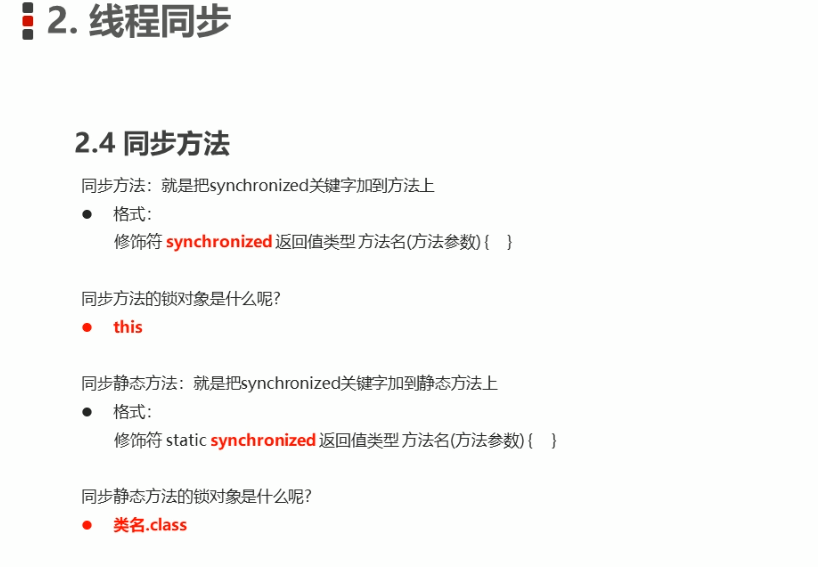 2. 线程同步
2.4 同步方法
同步方法：就是把synchronized关键字加到方法上
● 格式：
修饰符 synchronized 返回值类型 方法名(方法参数) { }
同步方法的锁对象是什么呢?
● this
同步静态方法：就是把synchronized关键字加到静态方法上
● 格式：
修饰符 static synchronized 返回值类型 方法名(方法参数) { }
同步静态方法的锁对象是什么呢?
● 类名.class